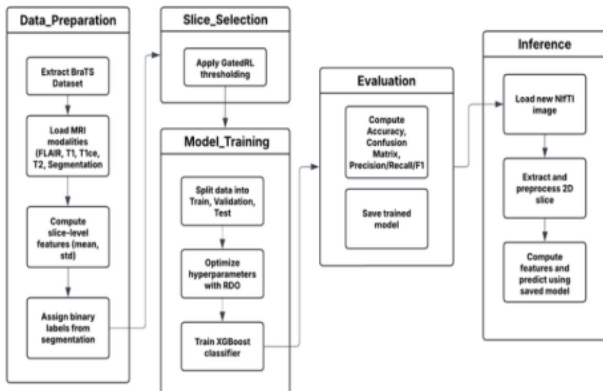 Data_Preparation
Extract BraTS
Dataset
Load MRI modalities
(FLAIR, T1, T1ce,
T2, Segmentation
Compute
slice-level
features (mean,
std)
Assign binary
labels from
segmentation
Slice_Selection
Apply GatedRL
thresholding
Model_Training
Split data into
Train, Validation,
Test
Optimize
hyperparameters
with RDO
Train XGBoost
classifier
Evaluation
Compute
Accuracy,
Confusion
Matrix,
Precision/Recall/F1
Save trained
model
Inference
Load new NIfTI
image
Extract and
preprocess 2D
slice
Compute
features and
predict using
saved model